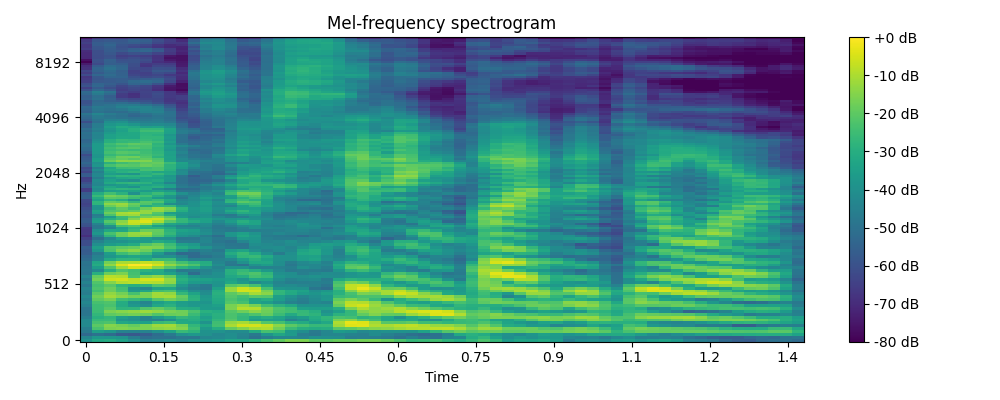 Mel-frequency spectrogram
Hz
8192
4096
2048
1024
512
0
0 0.15 0.3 0.45 0.6 0.75 0.9 1.1 1.2 1.4
Time
+0 dB
-10 dB
-20 dB
-30 dB
-40 dB
-50 dB
-60 dB
-70 dB
-80 dB